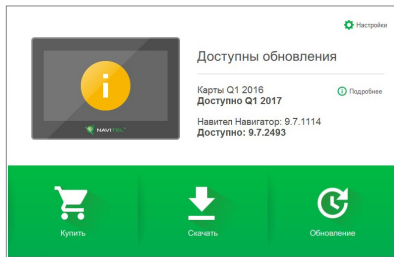 Настройки
Доступны обновления
Карты Q1 2016
Доступно Q1 2017
Подробнее
Навител Навигатор: 9.7.1114
Доступно: 9.7.2493
NAVITEL
Купить
Скачать
Обновление